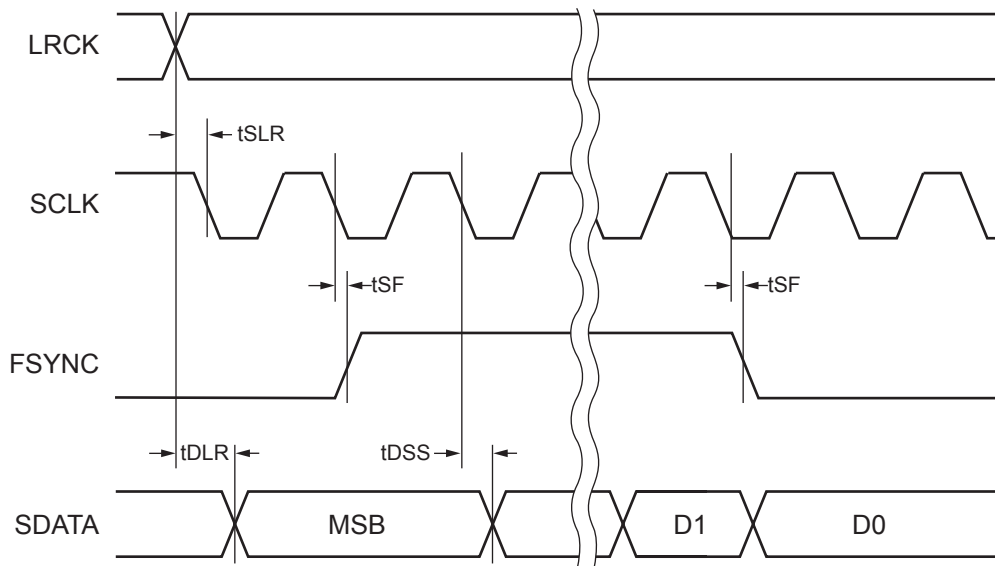 LRCK
tSLR
SCLK
tSF
tSF
FSYNC
tDLR
tDSS
SDATA
MSB
D1
D0